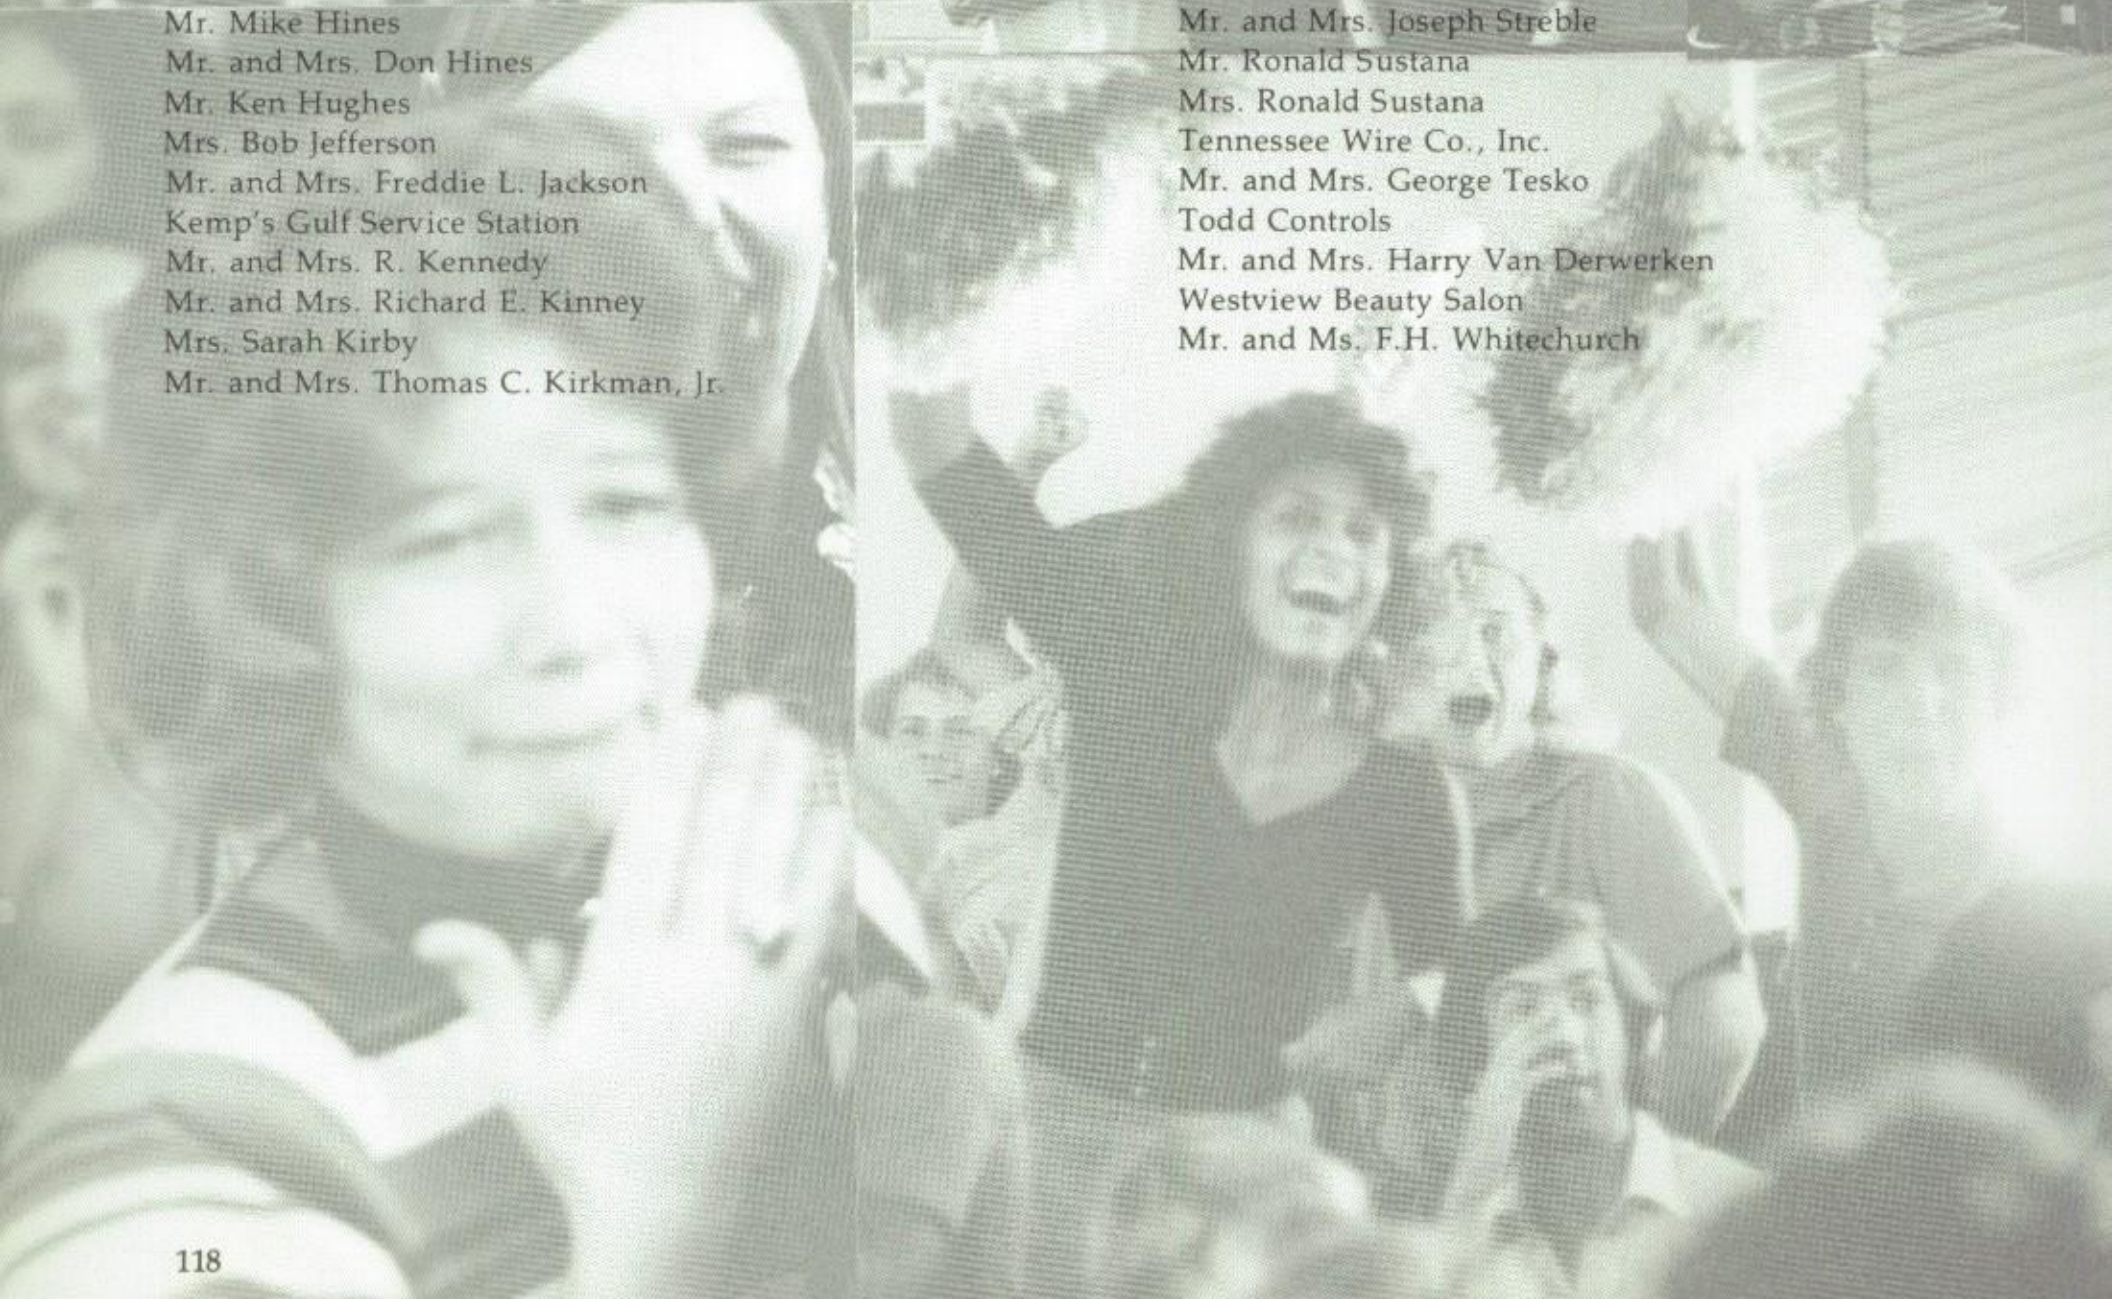 Mr. Mike Hines
Mr. and Mrs. Don Hines
Mr. Ken Hughes
Mrs. Bob Jefferson
Mr. and Mrs. Freddie L. Jackson
Kemp's Gulf Service Station
Mr. and Mrs. R. Kennedy
Mr. and Mrs. Richard E. Kinney
Mrs. Sarah Kirby
Mr. and Mrs. Thomas C. Kirkman, Jr.
Mr. and Mrs. Joseph Streble
Mr. Ronald Sustana
Mrs. Ronald Sustana
Tennessee Wire Co., Inc.
Mr. and Mrs. George Tesko
Todd Controls
Mr. and Mrs. Harry Van Derwerken
Westview Beauty Salon
Mr. and Ms. F.H. Whitechurch
118